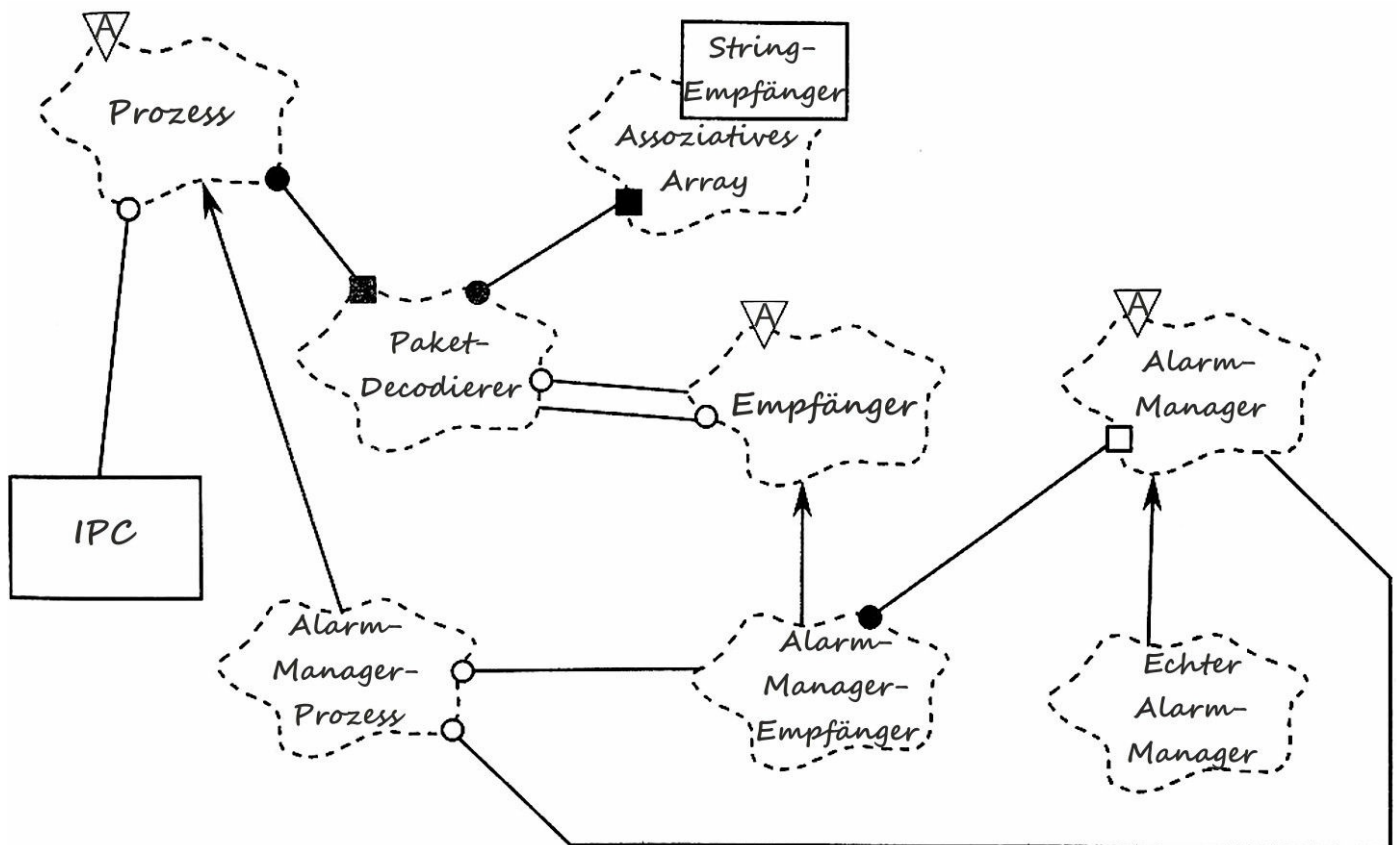 A
Prozess
String-
Empfänger
Assoziatives
Array
Paket-
Decodierer
A
Empfänger
A
Alarm-
Manager
IPC
Alarm-
Manager-
Prozess
Alarm-
Manager-
Empfänger
Echter
Alarm-
Manager